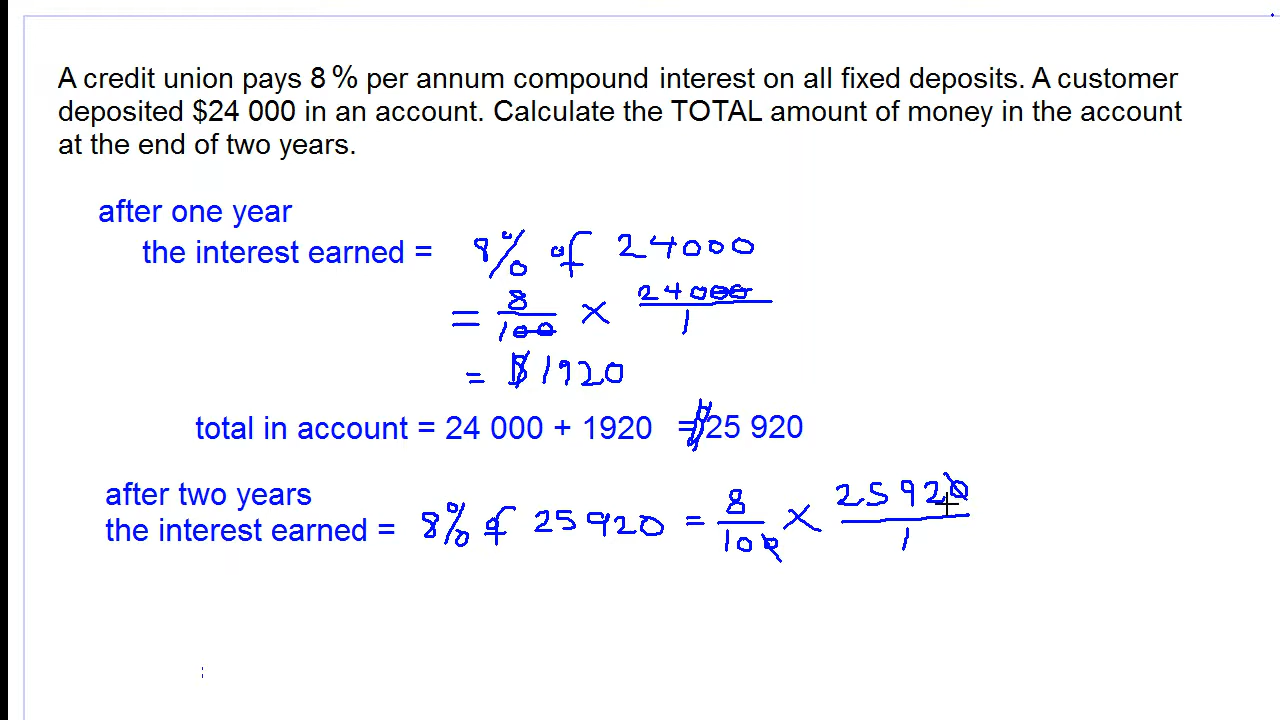 A credit union pays 8 % per annum compound interest on all fixed deposits. A customer
deposited $24 000 in an account. Calculate the TOTAL amount of money in the account
at the end of two years.
after one year
the interest earned = 8% of 24000
= 8/100 × 24000/1
= $1920
total in account = 24 000 + 1920 = $25 920
after two years
the interest earned = 8% of 25920 = 8/100 × 25920/1